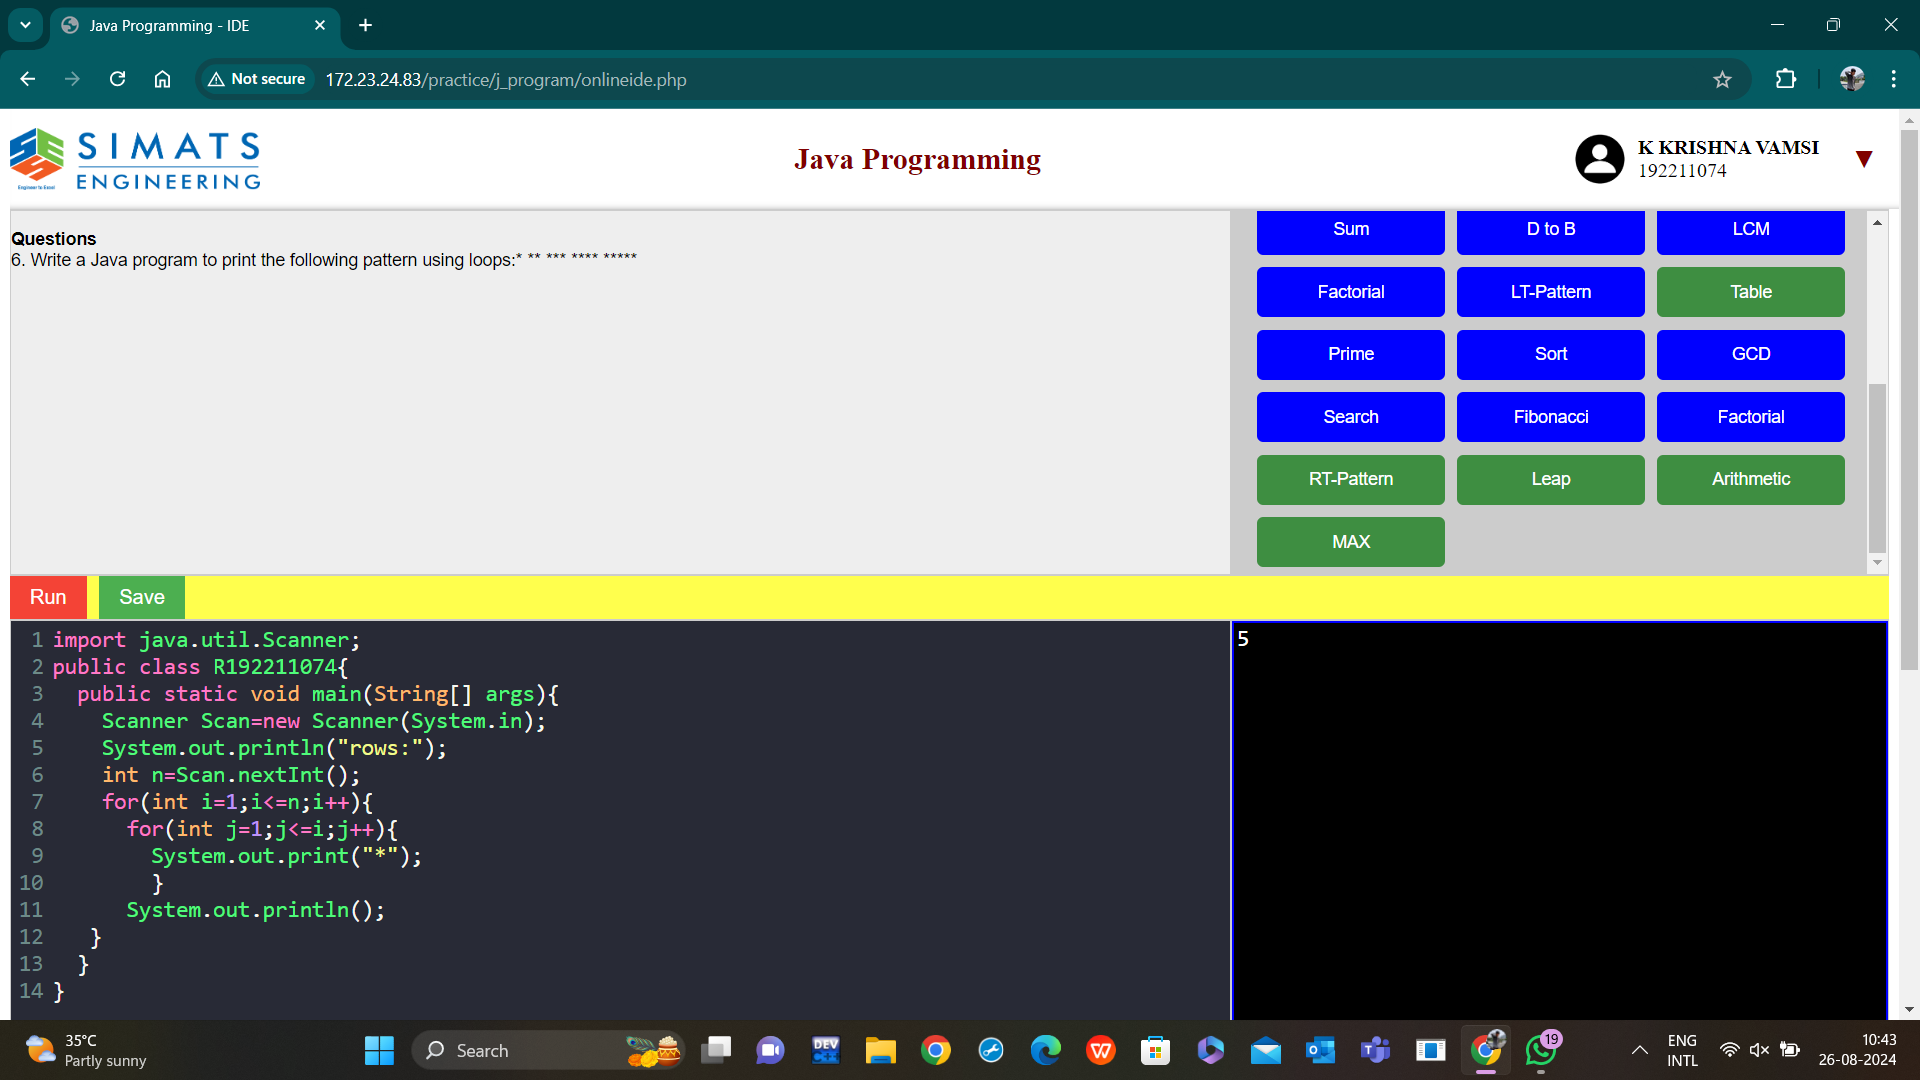 Java Programming - IDE
Not secure
172.23.24.83/practice/j_program/onlineide.php
SIMATS
ENGINEERING
Engineer to Excel
Java Programming
K KRISHNA VAMSI
192211074
Questions
6. Write a Java program to print the following pattern using loops:* ** *** **** *****
Sum
D to B
LCM
Factorial
LT-Pattern
Table
Prime
Sort
GCD
Search
Fibonacci
Factorial
RT-Pattern
Leap
Arithmetic
MAX
Run
Save
1 import java.util.Scanner;
2 public class R192211074{
3   public static void main(String[] args){
4     Scanner Scan=new Scanner(System.in);
5     System.out.println("rows:");
6     int n=Scan.nextInt();
7     for(int i=1;i<=n;i++){
8       for(int j=1;j<=i;j++){
9         System.out.print("*");
10         }
11       System.out.println();
12    }
13   }
14 }
5
35°C
Partly sunny
Search
DEV
C++
19
ENG
INTL
10:43
26-08-2024